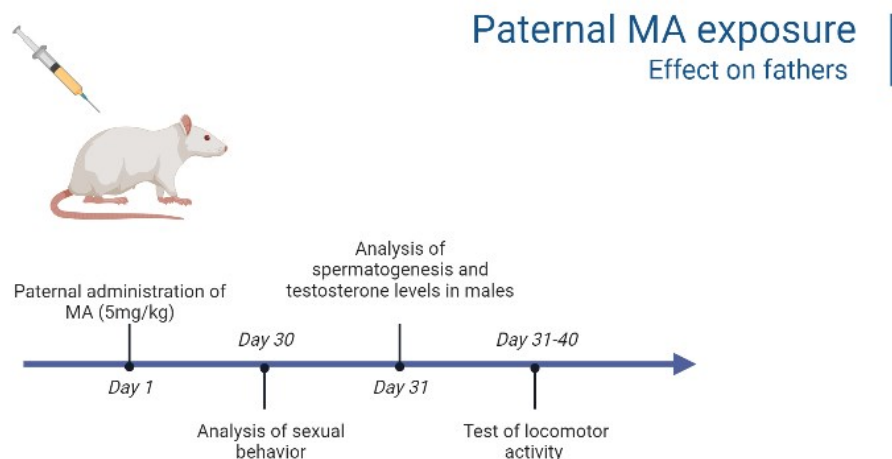 Paternal MA exposure
Effect on fathers
Analysis of
spermatogenesis and
testosterone levels in males
Paternal administration of
MA (5mg/kg)
Day 30
Day 31-40
Day 1
Day 31
Analysis of sexual
behavior
Test of locomotor
activity